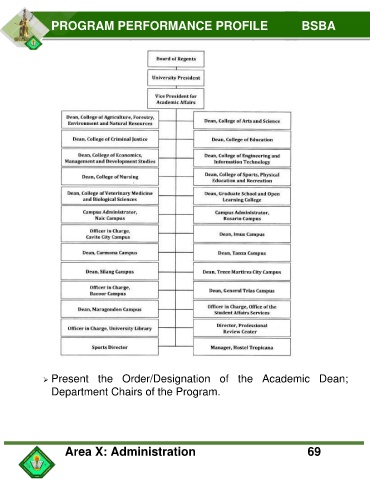 PROGRAM PERFORMANCE PROFILE BSBA
Board of Regents
University President
Vice President for
Academic Affairs
Dean, College of Agriculture, Forestry,
Environment and Natural Resources
Dean, College of Arts and Science
Dean, College of Criminal Justice
Dean, College of Education
Dean, College of Economics,
Management and Development Studies
Dean, College of Engineering and
Information Technology
Dean, College of Nursing
Dean, College of Sports, Physical
Education and Recreation
Dean, College of Veterinary Medicine
and Biological Sciences
Dean, Graduate School and Open
Learning College
Campus Administrator,
Naic Campus
Campus Administrator,
Rosario Campus
Officer in Charge,
Cavite City Campus
Dean, Imus Campus
Dean, Carmona Campus
Dean, Tanza Campus
Dean, Silang Campus
Dean, Trece Martires City Campus
Officer in Charge,
Bacoor Campus
Dean, General Trias Campus
Dean, Maragondon Campus
Officer in Charge, Office of the
Student Affairs Services
Officer in Charge, University Library
Director, Professional
Review Center
Sports Director
Manager, Hostel Tropicana
➢ Present the Order/Designation of the Academic Dean;
Department Chairs of the Program.
Area X: Administration 69